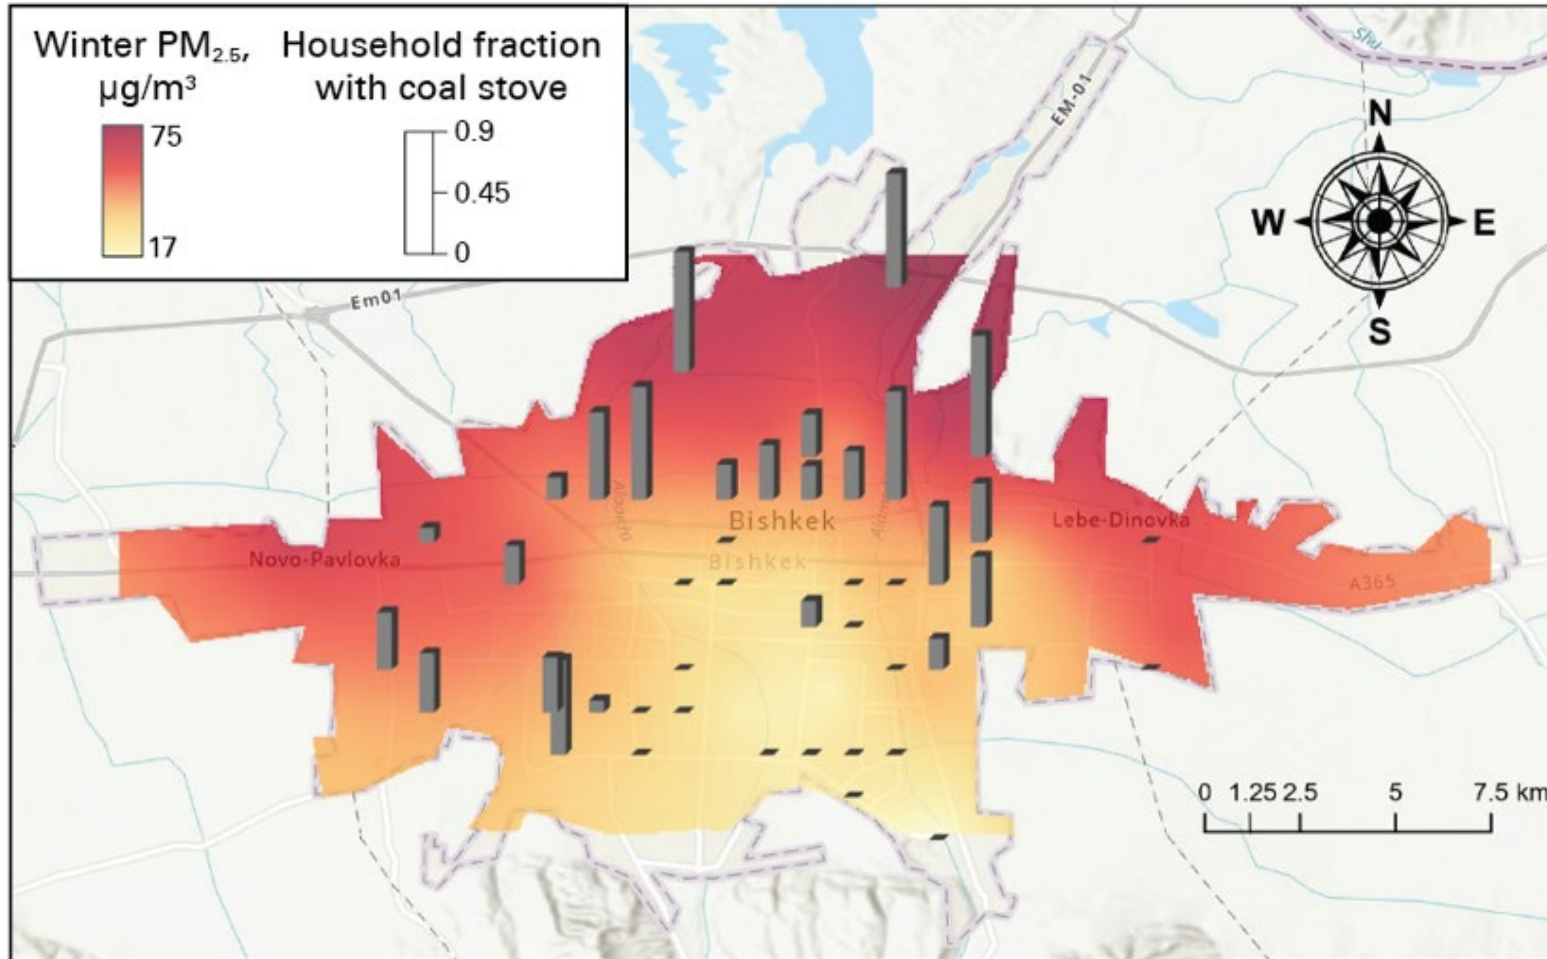 Winter PM2.5,
µg/m³
75
17
Household fraction
with coal stove
0.9
0.45
0
Shu
EM-01
N
W E
S
Em01
Bishkek
Bishkek
Novo-Pavlovka
Lebe-Dinovka
A365
0 1.25 2.5 5 7.5 km